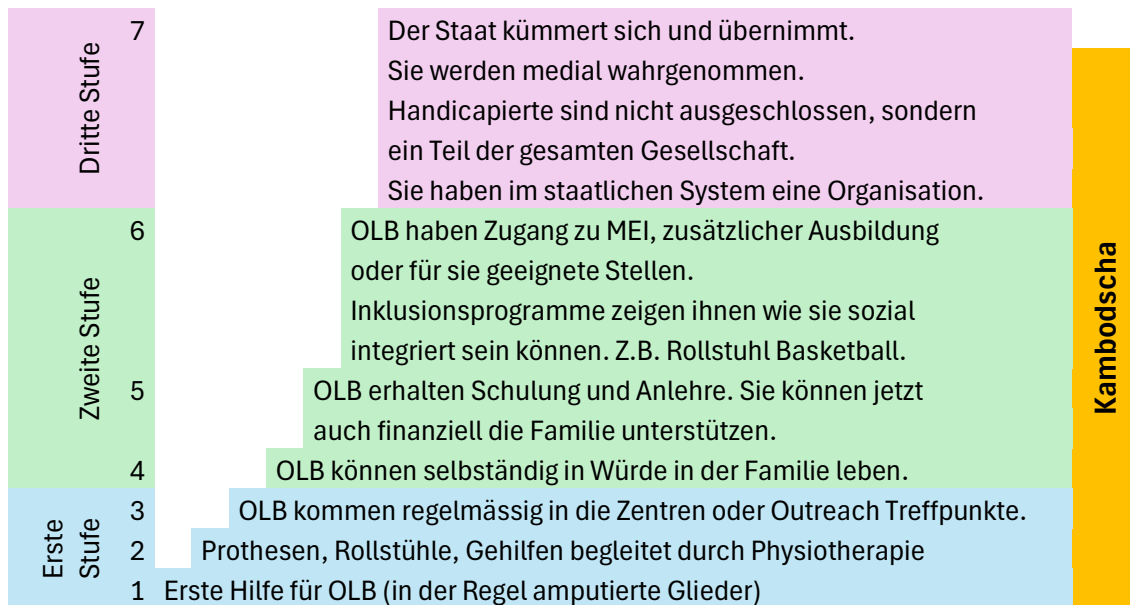 Dritte Stufe
7 Der Staat kümmert sich und übernimmt.
Sie werden medial wahrgenommen.
Handicapierte sind nicht ausgeschlossen, sondern
ein Teil der gesamten Gesellschaft.
Sie haben im staatlichen System eine Organisation.
Zweite Stufe
6 OLB haben Zugang zu MEI, zusätzlicher Ausbildung
oder für sie geeignete Stellen.
Inklusionsprogramme zeigen ihnen wie sie sozial
integriert sein können. Z.B. Rollstuhl Basketball.
5 OLB erhalten Schulung und Anlehre. Sie können jetzt
auch finanziell die Familie unterstützen.
4 OLB können selbständig in Würde in der Familie leben.
Erste
Stufe
3 OLB kommen regelmässig in die Zentren oder Outreach Treffpunkte.
2 Prothesen, Rollstühle, Gehilfen begleitet durch Physiotherapie
1 Erste Hilfe für OLB (in der Regel amputierte Glieder)
Kambodscha